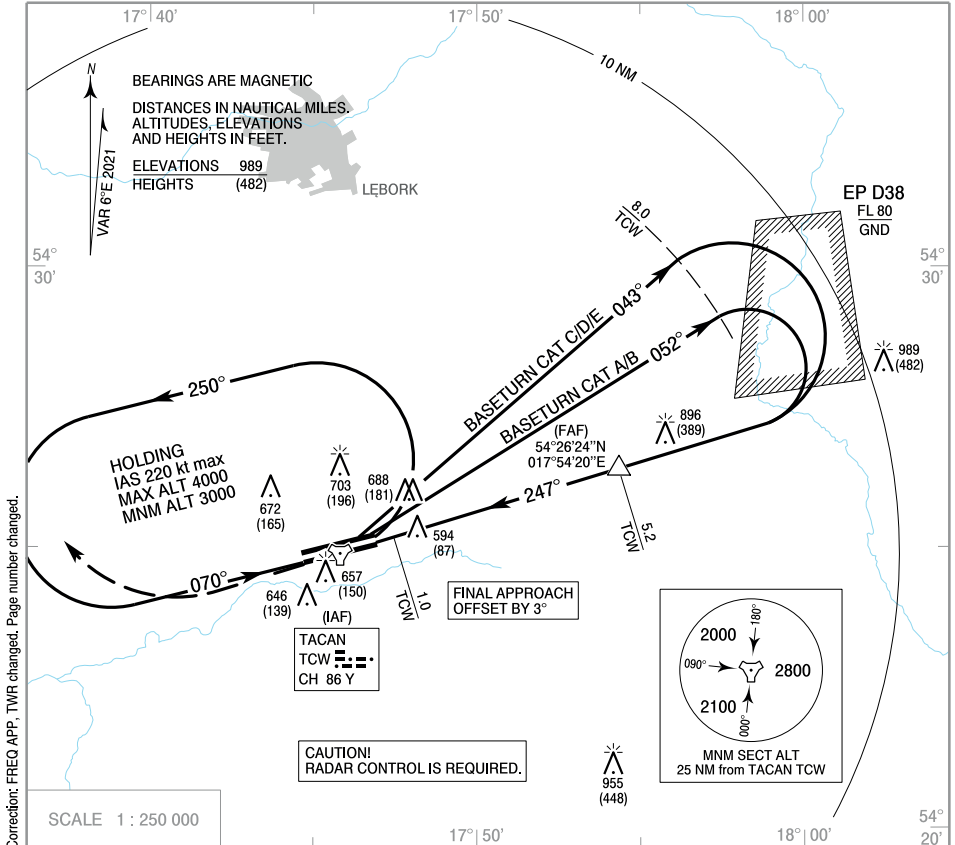 17° 40'
17° 50'
18° 00'
10 NM
N
VAR 6°E 2021
BEARINGS ARE MAGNETIC
DISTANCES IN NAUTICAL MILES.
ALTITUDES, ELEVATIONS
AND HEIGHTS IN FEET.
ELEVATIONS 989
HEIGHTS (482)
LĘBORK
EP D38
FL 80
GND
8.0
TCW
54°
30'
54°
30'
BASETURN CAT C/D/E 043°
BASETURN CAT A/B 052°
989
(482)
250°
896
(389)
(FAF)
54°26'24"N
017°54'20"E
HOLDING
IAS 220 kt max
MAX ALT 4000
MNM ALT 3000
703
(196)
688
(181)
672
(165)
247°
5.2
TCW
594
(87)
070°
657
(150)
646
(139)
1.0
TCW
(IAF)
TACAN
TCW
CH 86 Y
FINAL APPROACH
OFFSET BY 3°
2000
180°
090°
2800
2100
000°
MNM SECT ALT
25 NM from TACAN TCW
CAUTION!
RADAR CONTROL IS REQUIRED.
955
(448)
SCALE 1 : 250 000
17° 50'
18° 00'
54°
20'
Correction: FREQ APP, TWR changed. Page number changed.